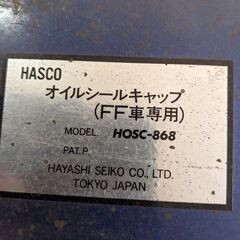 HASCO
オイルシールキャップ
(FF車専用)
MODEL. HOSC-868
PAT.P.
HAYASHI SEIKO CO., LTD.
TOKYO JAPAN